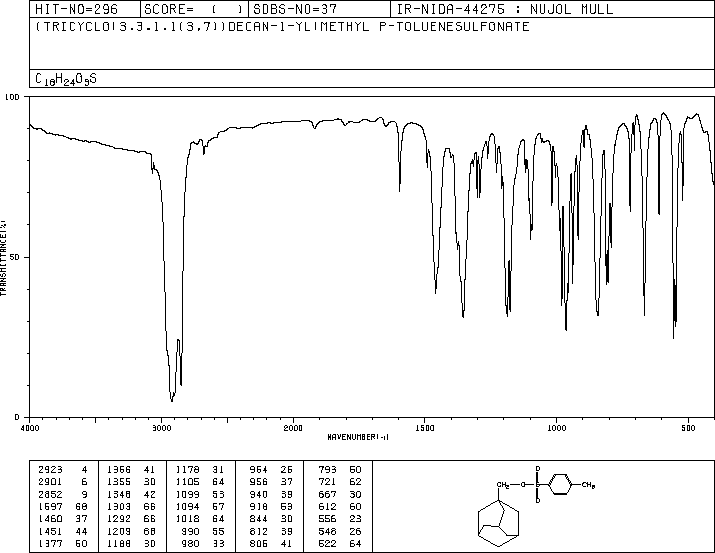 HIT-NO=296 SCORE= ( ) SDBS-NO=37 IR-NIDA-44275 : NUJOL MULL
(TRICYCLO(3.3.1.1(3,7))DECAN-1-YL)METHYL P-TOLUENESULFONATE
C18H24O3S
100
TRANSMITTANCE(%)
50
0
4000 3000 2000 1500 1000 500
WAVENUMBER(-1)
2923 4 1366 41 1178 31 964 26 793 50
2901 6 1355 30 1105 64 956 37 721 62
2852 9 1348 42 1099 53 940 39 667 30
1597 68 1303 66 1094 57 918 53 612 60
1460 37 1292 66 1018 64 844 30 556 23
1451 44 1209 68 990 55 812 39 548 26
1377 50 1188 30 980 33 806 41 522 64
O
CH2 O S CH3
O